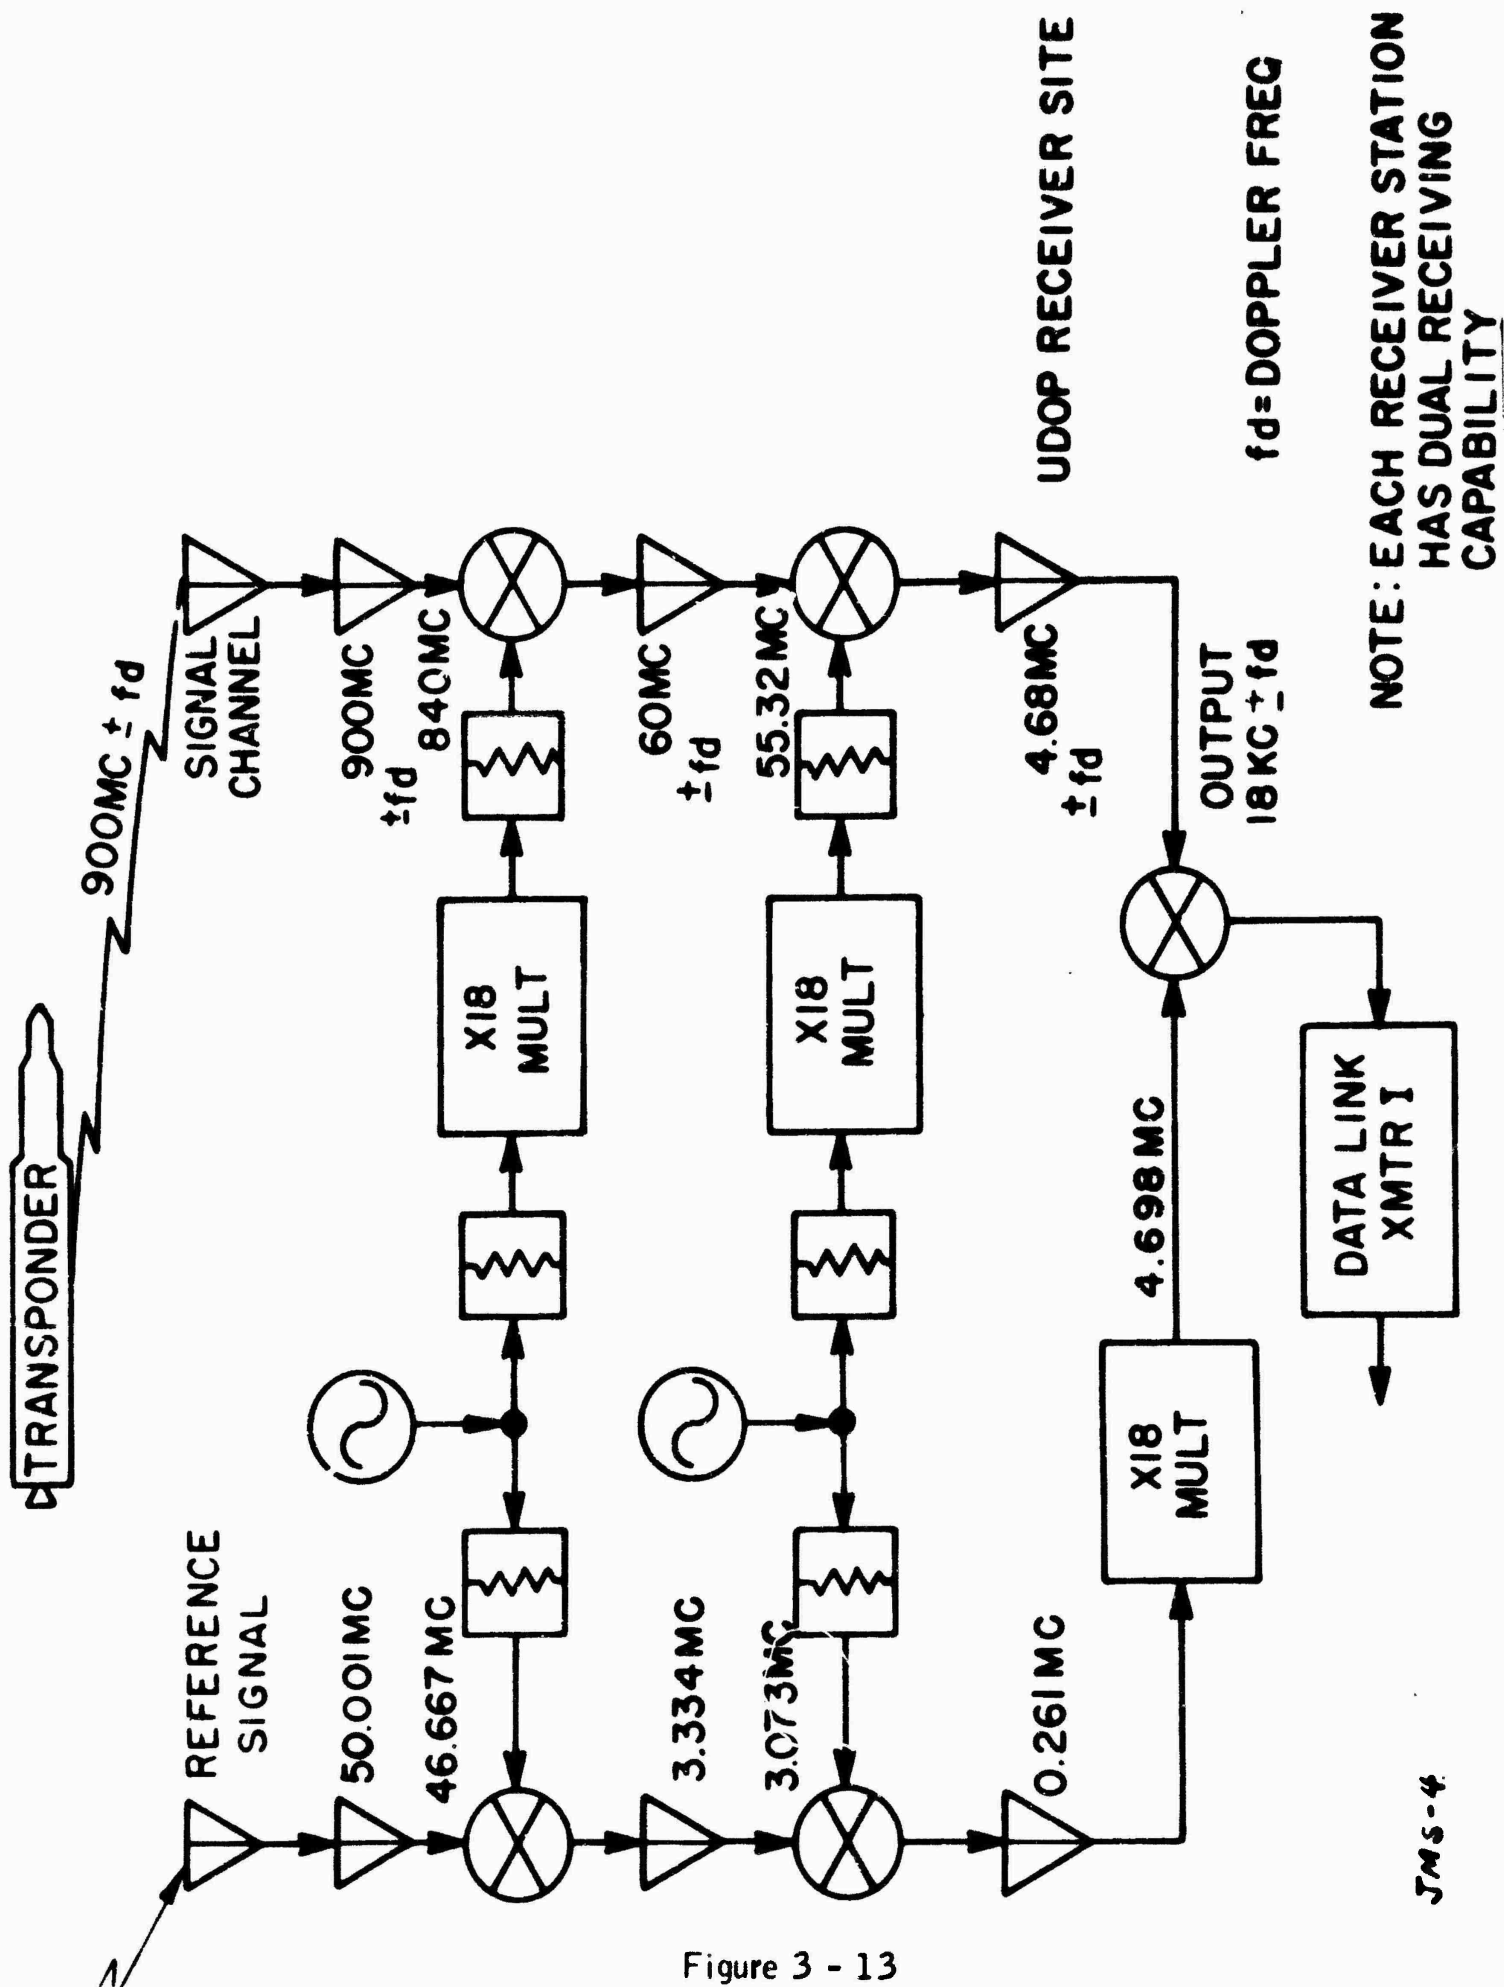 TRANSPONDER
900MC ± fd
REFERENCE
SIGNAL
SIGNAL
CHANNEL
50.001MC
900MC
±fd
46.667MC
840MC
X18
MULT
3.334MC
60MC
±fd
3.073MC
55.32MC
X18
MULT
0.261MC
4.68MC
±fd
X18
MULT
4.698MC
OUTPUT
18KC ± fd
DATA LINK
XMTR I
UDOP RECEIVER SITE
fd=DOPPLER FREG
NOTE: EACH RECEIVER STATION
HAS DUAL RECEIVING
CAPABILITY
JMS-4
Figure 3 - 13